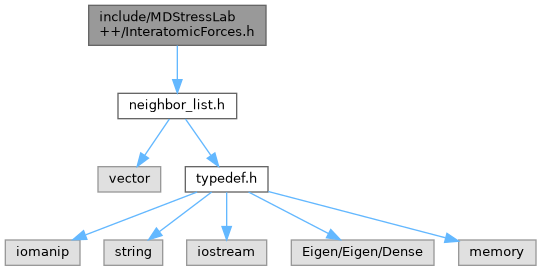 include/MDStressLab
++/InteratomicForces.h
neighbor_list.h
vector
typedef.h
iomanip
string
iostream
Eigen/Eigen/Dense
memory